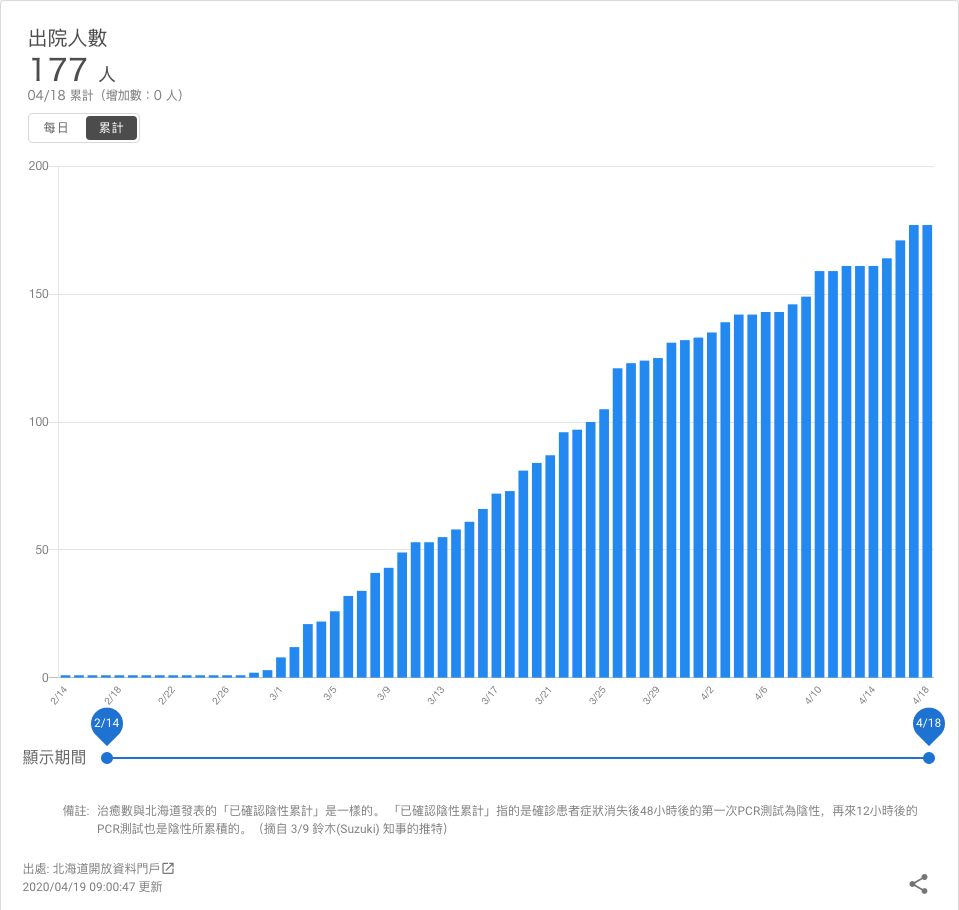 出院人數
177 人
04/18 累計（增加數：0 人）
每日 累計
200
150
100
50
0
2/14 2/18 2/22 2/26 3/1 3/5 3/9 3/13 3/17 3/21 3/25 3/29 4/2 4/6 4/10 4/14 4/18
2/14 4/18
顯示期間
備註: 治癒數與北海道發表的「已確認陰性累計」是一樣的。「已確認陰性累計」指的是確診患者症狀消失後48小時後的第一次PCR測試為陰性，再來12小時後的
PCR測試也是陰性所累積的。（摘自 3/9 鈴木(Suzuki) 知事的推特）
出處: 北海道開放資料門戶
2020/04/19 09:00:47 更新